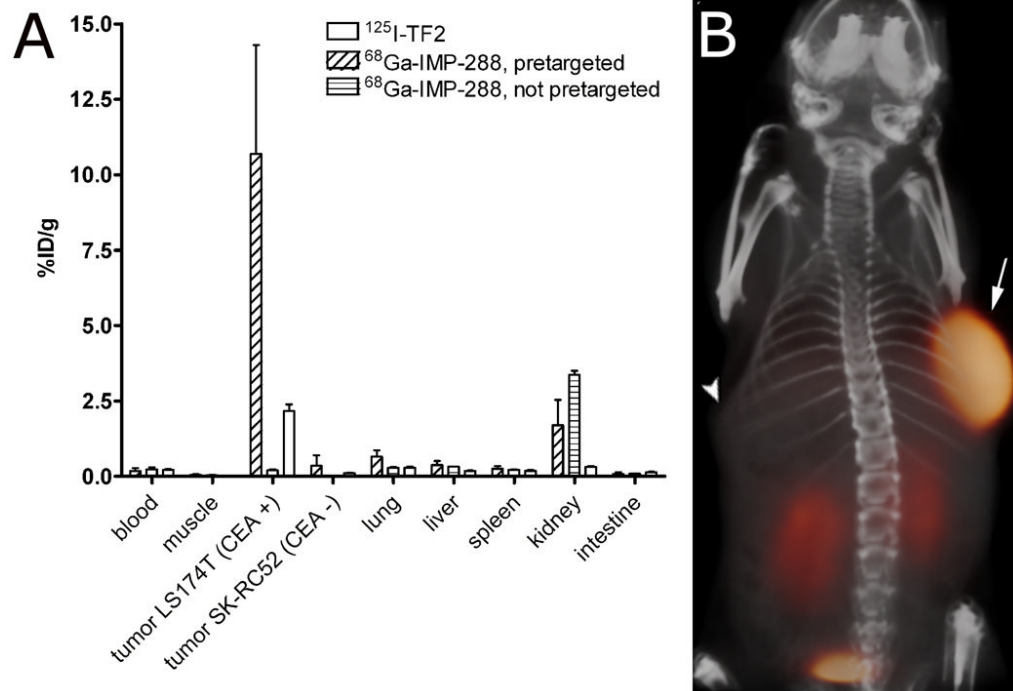 A
B
%ID/g
15.0
12.5
10.0
7.5
5.0
2.5
0.0
¹²⁵I-TF2
⁶⁸Ga-IMP-288, pretargeted
⁶⁸Ga-IMP-288, not pretargeted
blood
muscle
tumor LS174T (CEA +)
tumor SK-RC52 (CEA -)
lung
liver
spleen
kidney
intestine